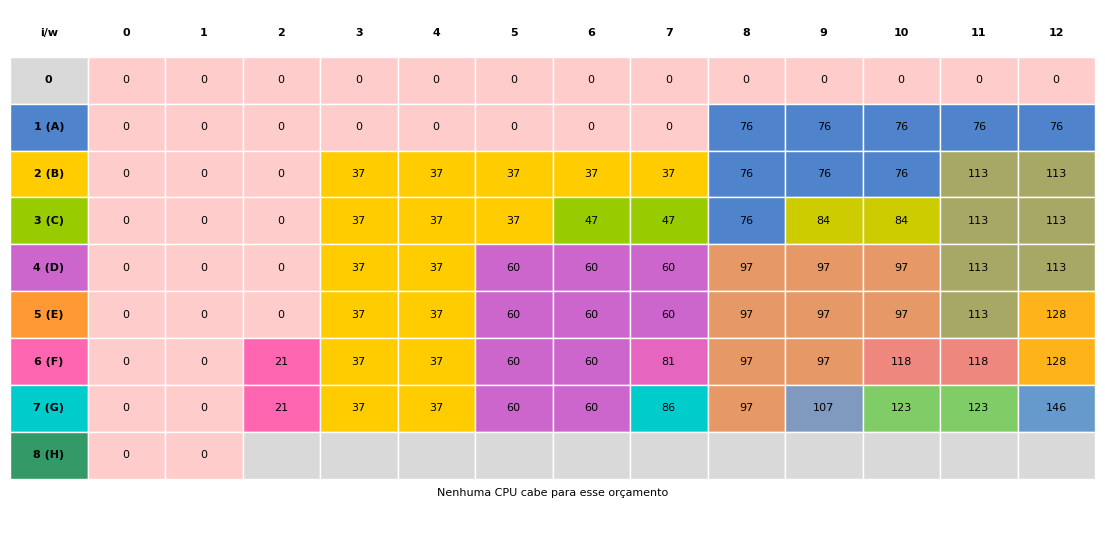 i/w 0 1 2 3 4 5 6 7 8 9 10 11 12
0 0 0 0 0 0 0 0 0 0 0 0 0 0
1 (A) 0 0 0 0 0 0 0 0 76 76 76 76 76
2 (B) 0 0 0 37 37 37 37 37 76 76 76 113 113
3 (C) 0 0 0 37 37 37 47 47 76 84 84 113 113
4 (D) 0 0 0 37 37 60 60 60 97 97 97 113 113
5 (E) 0 0 0 37 37 60 60 60 97 97 97 113 128
6 (F) 0 0 21 37 37 60 60 81 97 97 118 118 128
7 (G) 0 0 21 37 37 60 60 86 97 107 123 123 146
8 (H) 0 0
Nenhuma CPU cabe para esse orçamento